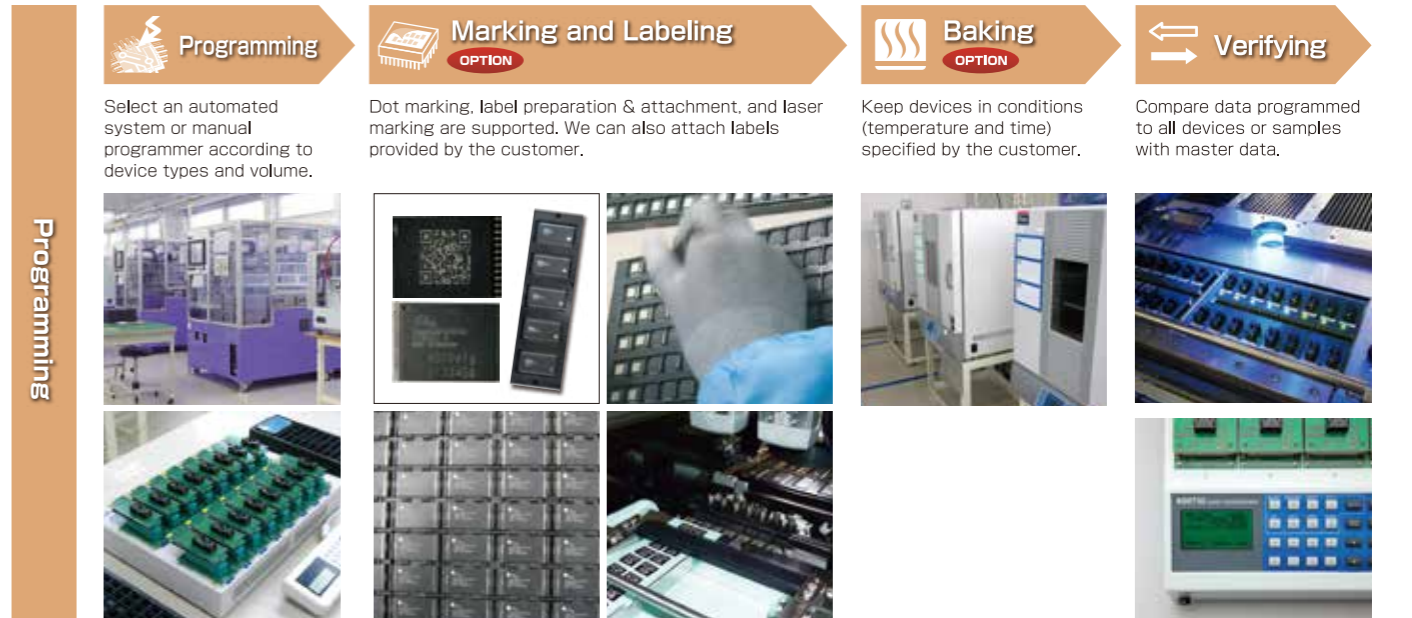 Programming
Programming
Select an automated
system or manual
programmer according to
device types and volume.
Marking and Labeling
OPTION
Dot marking, label preparation & attachment, and laser
marking are supported. We can also attach labels
provided by the customer.
Baking
OPTION
Keep devices in conditions
(temperature and time)
specified by the customer.
Verifying
Compare data programmed
to all devices or samples
with master data.